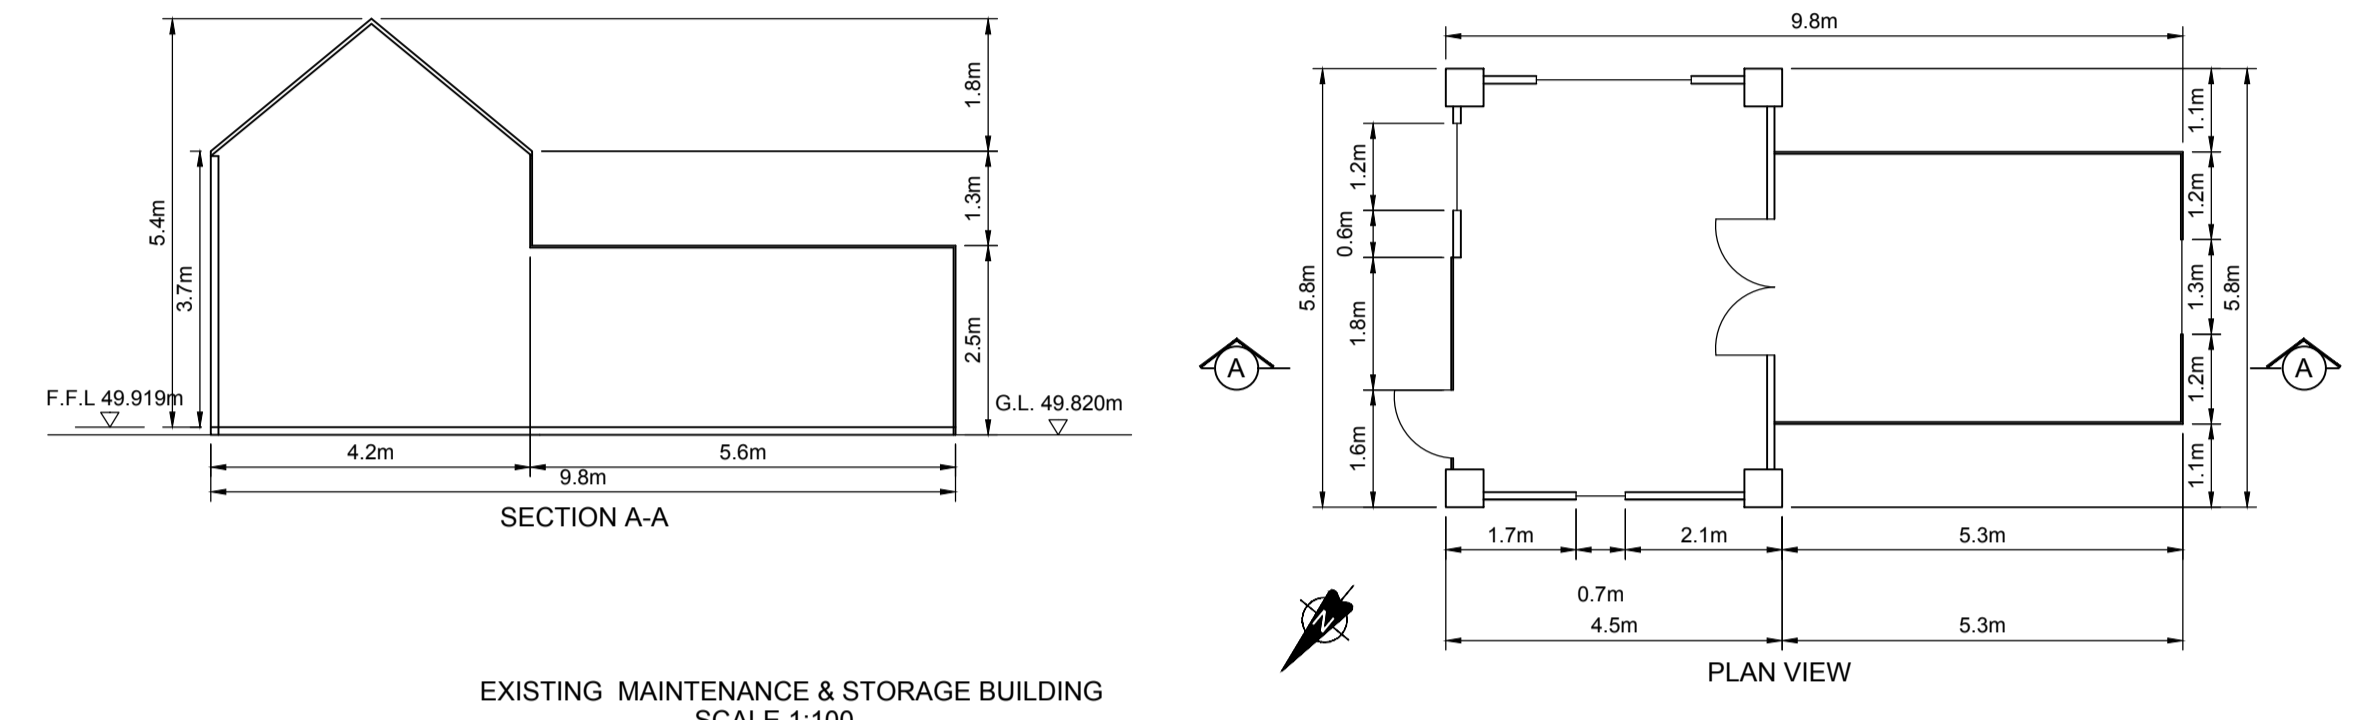 1.8m
1.3m
2.5m
5.4m
3.7m
F.F.L 49.919m
G.L. 49.820m
4.2m
5.6m
9.8m
SECTION A-A
9.8m
5.8m
1.2m
0.6m
1.8m
1.6m
1.1m
1.2m
1.3m
1.2m
1.1m
5.8m
A
A
1.7m
2.1m
5.3m
0.7m
4.5m
5.3m
N
PLAN VIEW
EXISTING MAINTENANCE & STORAGE BUILDING
SCALE 1:100